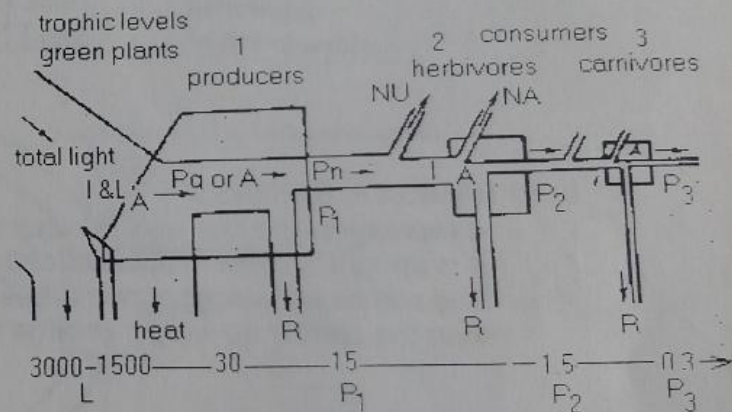 trophic levels
green plants
1
producers
2 consumers 3
herbivores carnivores
NU NA
total light
I & L A Pg or A Pn I A P2 A P3
P1
heat R R R
3000-1500 30 15 1.5 0.3
L P1 P2 P3